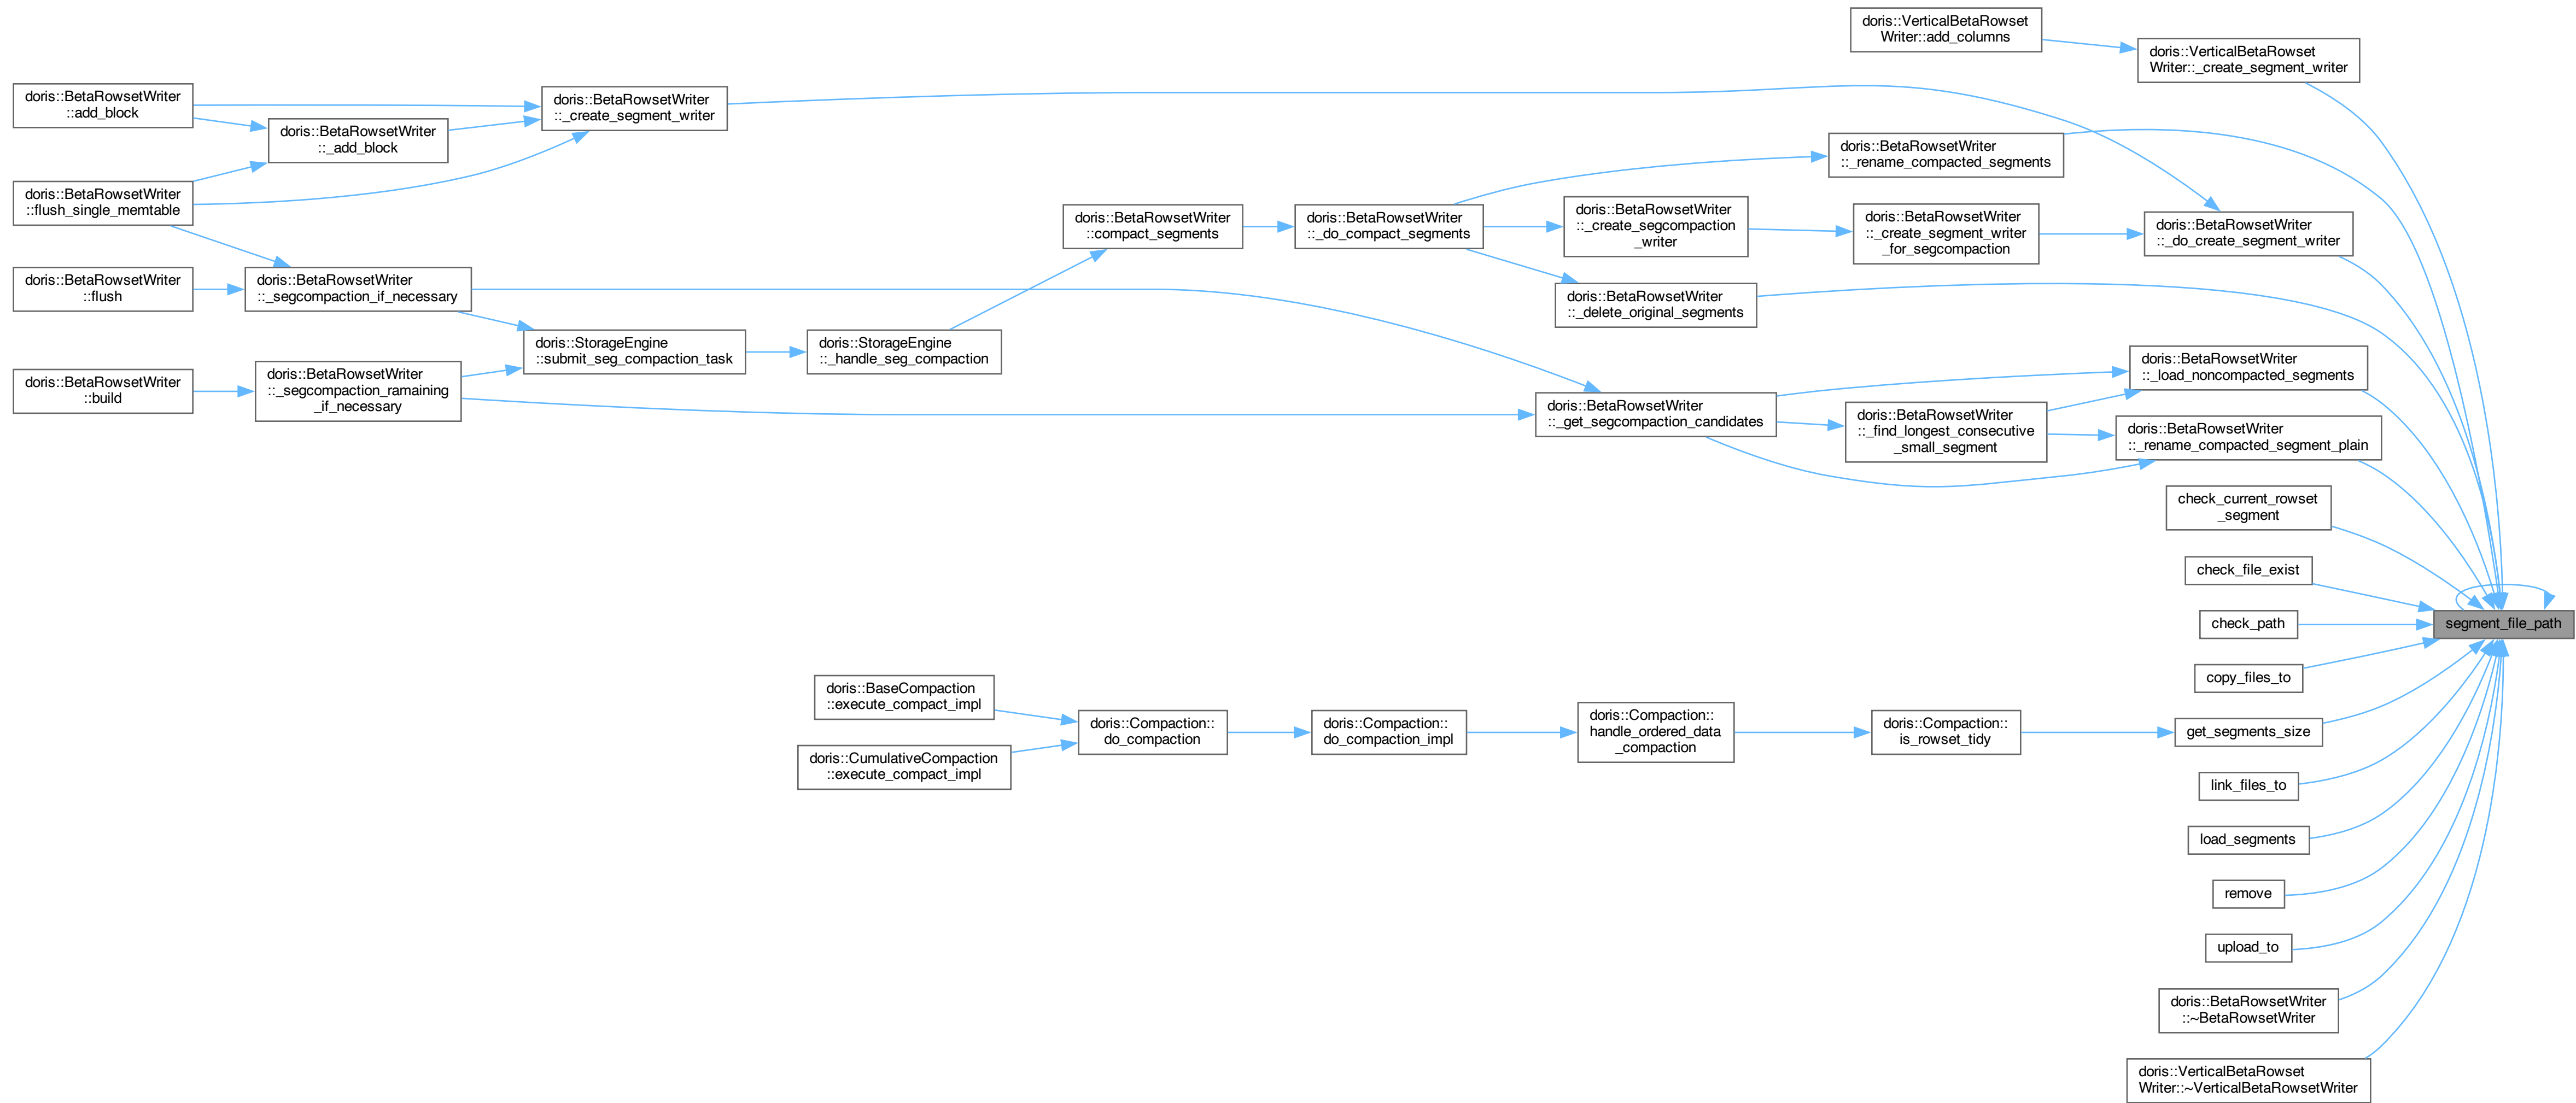 doris::VerticalBetaRowset
Writer::add_columns
doris::VerticalBetaRowset
Writer::_create_segment_writer
doris::BetaRowsetWriter
::add_block
doris::BetaRowsetWriter
::_create_segment_writer
doris::BetaRowsetWriter
::_add_block
doris::BetaRowsetWriter
::_rename_compacted_segments
doris::BetaRowsetWriter
::flush_single_memtable
doris::BetaRowsetWriter
::compact_segments
doris::BetaRowsetWriter
::_do_compact_segments
doris::BetaRowsetWriter
::_create_segcompaction
_writer
doris::BetaRowsetWriter
::_create_segment_writer
_for_segcompaction
doris::BetaRowsetWriter
::_do_create_segment_writer
doris::BetaRowsetWriter
::flush
doris::BetaRowsetWriter
::_segcompaction_if_necessary
doris::BetaRowsetWriter
::_delete_original_segments
doris::StorageEngine
::submit_seg_compaction_task
doris::StorageEngine
::_handle_seg_compaction
doris::BetaRowsetWriter
::_load_noncompacted_segments
doris::BetaRowsetWriter
::build
doris::BetaRowsetWriter
::_segcompaction_ramaining
_if_necessary
doris::BetaRowsetWriter
::_get_segcompaction_candidates
doris::BetaRowsetWriter
::_find_longest_consecutive
_small_segment
doris::BetaRowsetWriter
::_rename_compacted_segment_plain
check_current_rowset
_segment
check_file_exist
check_path
segment_file_path
copy_files_to
doris::BaseCompaction
::execute_compact_impl
doris::CumulativeCompaction
::execute_compact_impl
doris::Compaction::
do_compaction
doris::Compaction::
do_compaction_impl
doris::Compaction::
handle_ordered_data
_compaction
doris::Compaction::
is_rowset_tidy
get_segments_size
link_files_to
load_segments
remove
upload_to
doris::BetaRowsetWriter
::~BetaRowsetWriter
doris::VerticalBetaRowset
Writer::~VerticalBetaRowsetWriter